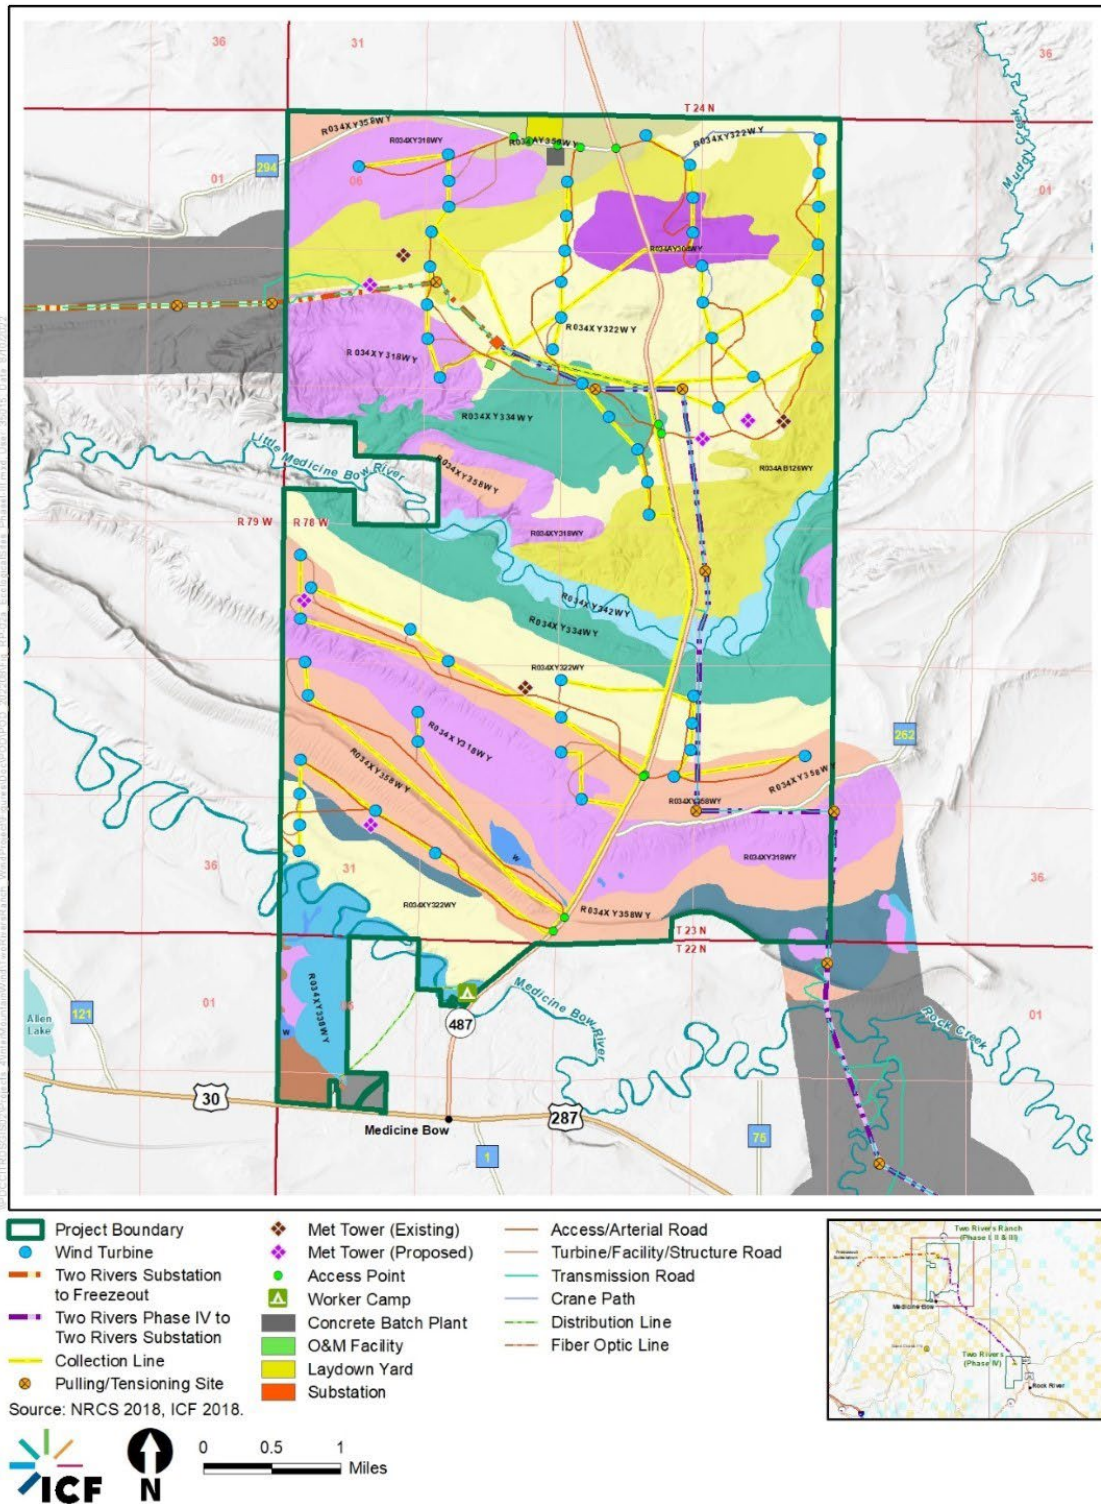 36
31
36
T 24 N
R034XY358WY
R034XY318WY
R034AY356WY
R034XY322WY
Muddy Creek
294
01
06
01
R034AY306WY
R034XY322WY
R034XY318WY
R034XY334WY
Little Medicine Bow River
R034XY358WY
R034AB126WY
R 79 W
R 78 W
R034XY318WY
R034XY342WY
R034XY334WY
R034XY322WY
262
R034XY318WY
R034XY358WY
R034XY358WY
R034XY358WY
R034XY318WY
W
36
31
36
R034XY322WY
R034XY358WY
T 23 N
T 22 N
R034XY338WY
Medicine Bow River
Rock Creek
01
06
01
121
Allen
Lake
W
487
30
287
Medicine Bow
75
1
Project Boundary
Wind Turbine
Two Rivers Substation
to Freezeout
Two Rivers Phase IV to
Two Rivers Substation
Collection Line
Pulling/Tensioning Site
Met Tower (Existing)
Met Tower (Proposed)
Access Point
Worker Camp
Concrete Batch Plant
O&M Facility
Laydown Yard
Substation
Access/Arterial Road
Turbine/Facility/Structure Road
Transmission Road
Crane Path
Distribution Line
Fiber Optic Line
Two Rivers Ranch
(Phase I, II & III)
Medicine Bow
Two Rivers
(Phase IV)
Rock River
Source: NRCS 2018, ICF 2018.
ICF
N
0 0.5 1
Miles